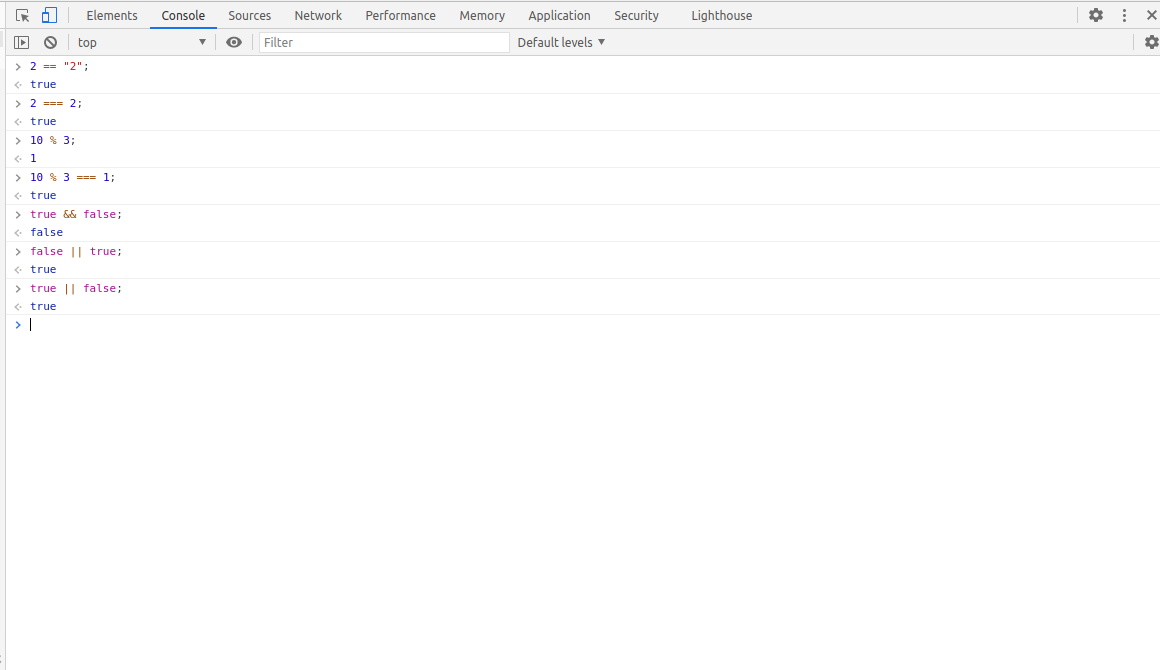 Elements Console Sources Network Performance Memory Application Security Lighthouse
top Filter Default levels
2 == "2";
true
2 === 2;
true
10 % 3;
1
10 % 3 === 1;
true
true && false;
false
false || true;
true
true || false;
true